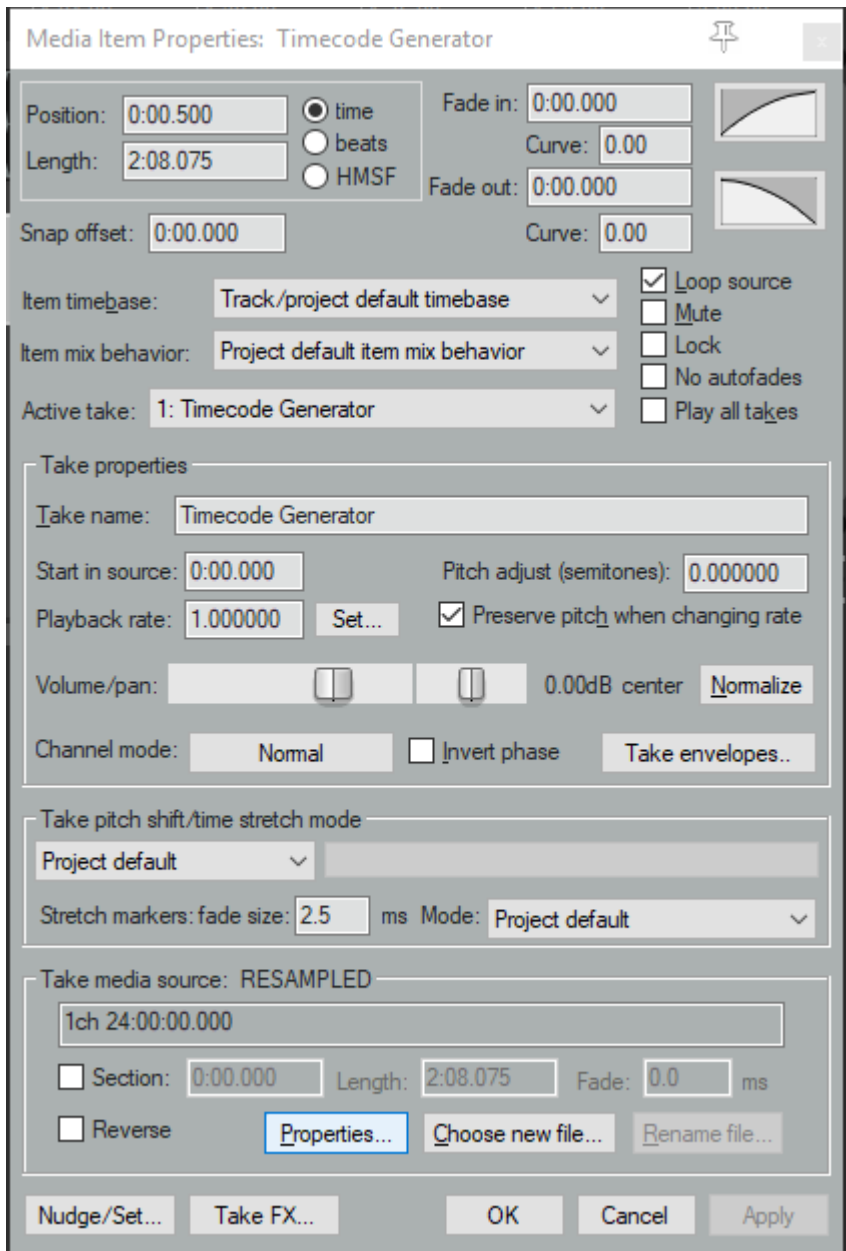 Media Item Properties: Timecode Generator
x
Position: 0:00.500 time
beats
Length: 2:08.075
HMSF
Fade in: 0:00.000
Curve: 0.00
Fade out: 0:00.000
Snap offset: 0:00.000
Curve: 0.00
Item timebase: Track/project default timebase
Loop source
Mute
Item mix behavior: Project default item mix behavior
Lock
No autofades
Active take: 1: Timecode Generator
Play all takes
Take properties
Take name: Timecode Generator
Start in source: 0:00.000 Pitch adjust (semitones): 0.000000
Playback rate: 1.000000 Set... Preserve pitch when changing rate
Volume/pan: 0.00dB center Normalize
Channel mode: Normal Invert phase Take envelopes..
Take pitch shift/time stretch mode
Project default
Stretch markers: fade size: 2.5 ms Mode: Project default
Take media source: RESAMPLED
1ch 24:00:00.000
Section: 0:00.000 Length: 2:08.075 Fade: 0.0 ms
Reverse Properties... Choose new file... Rename file...
Nudge/Set... Take FX... OK Cancel Apply